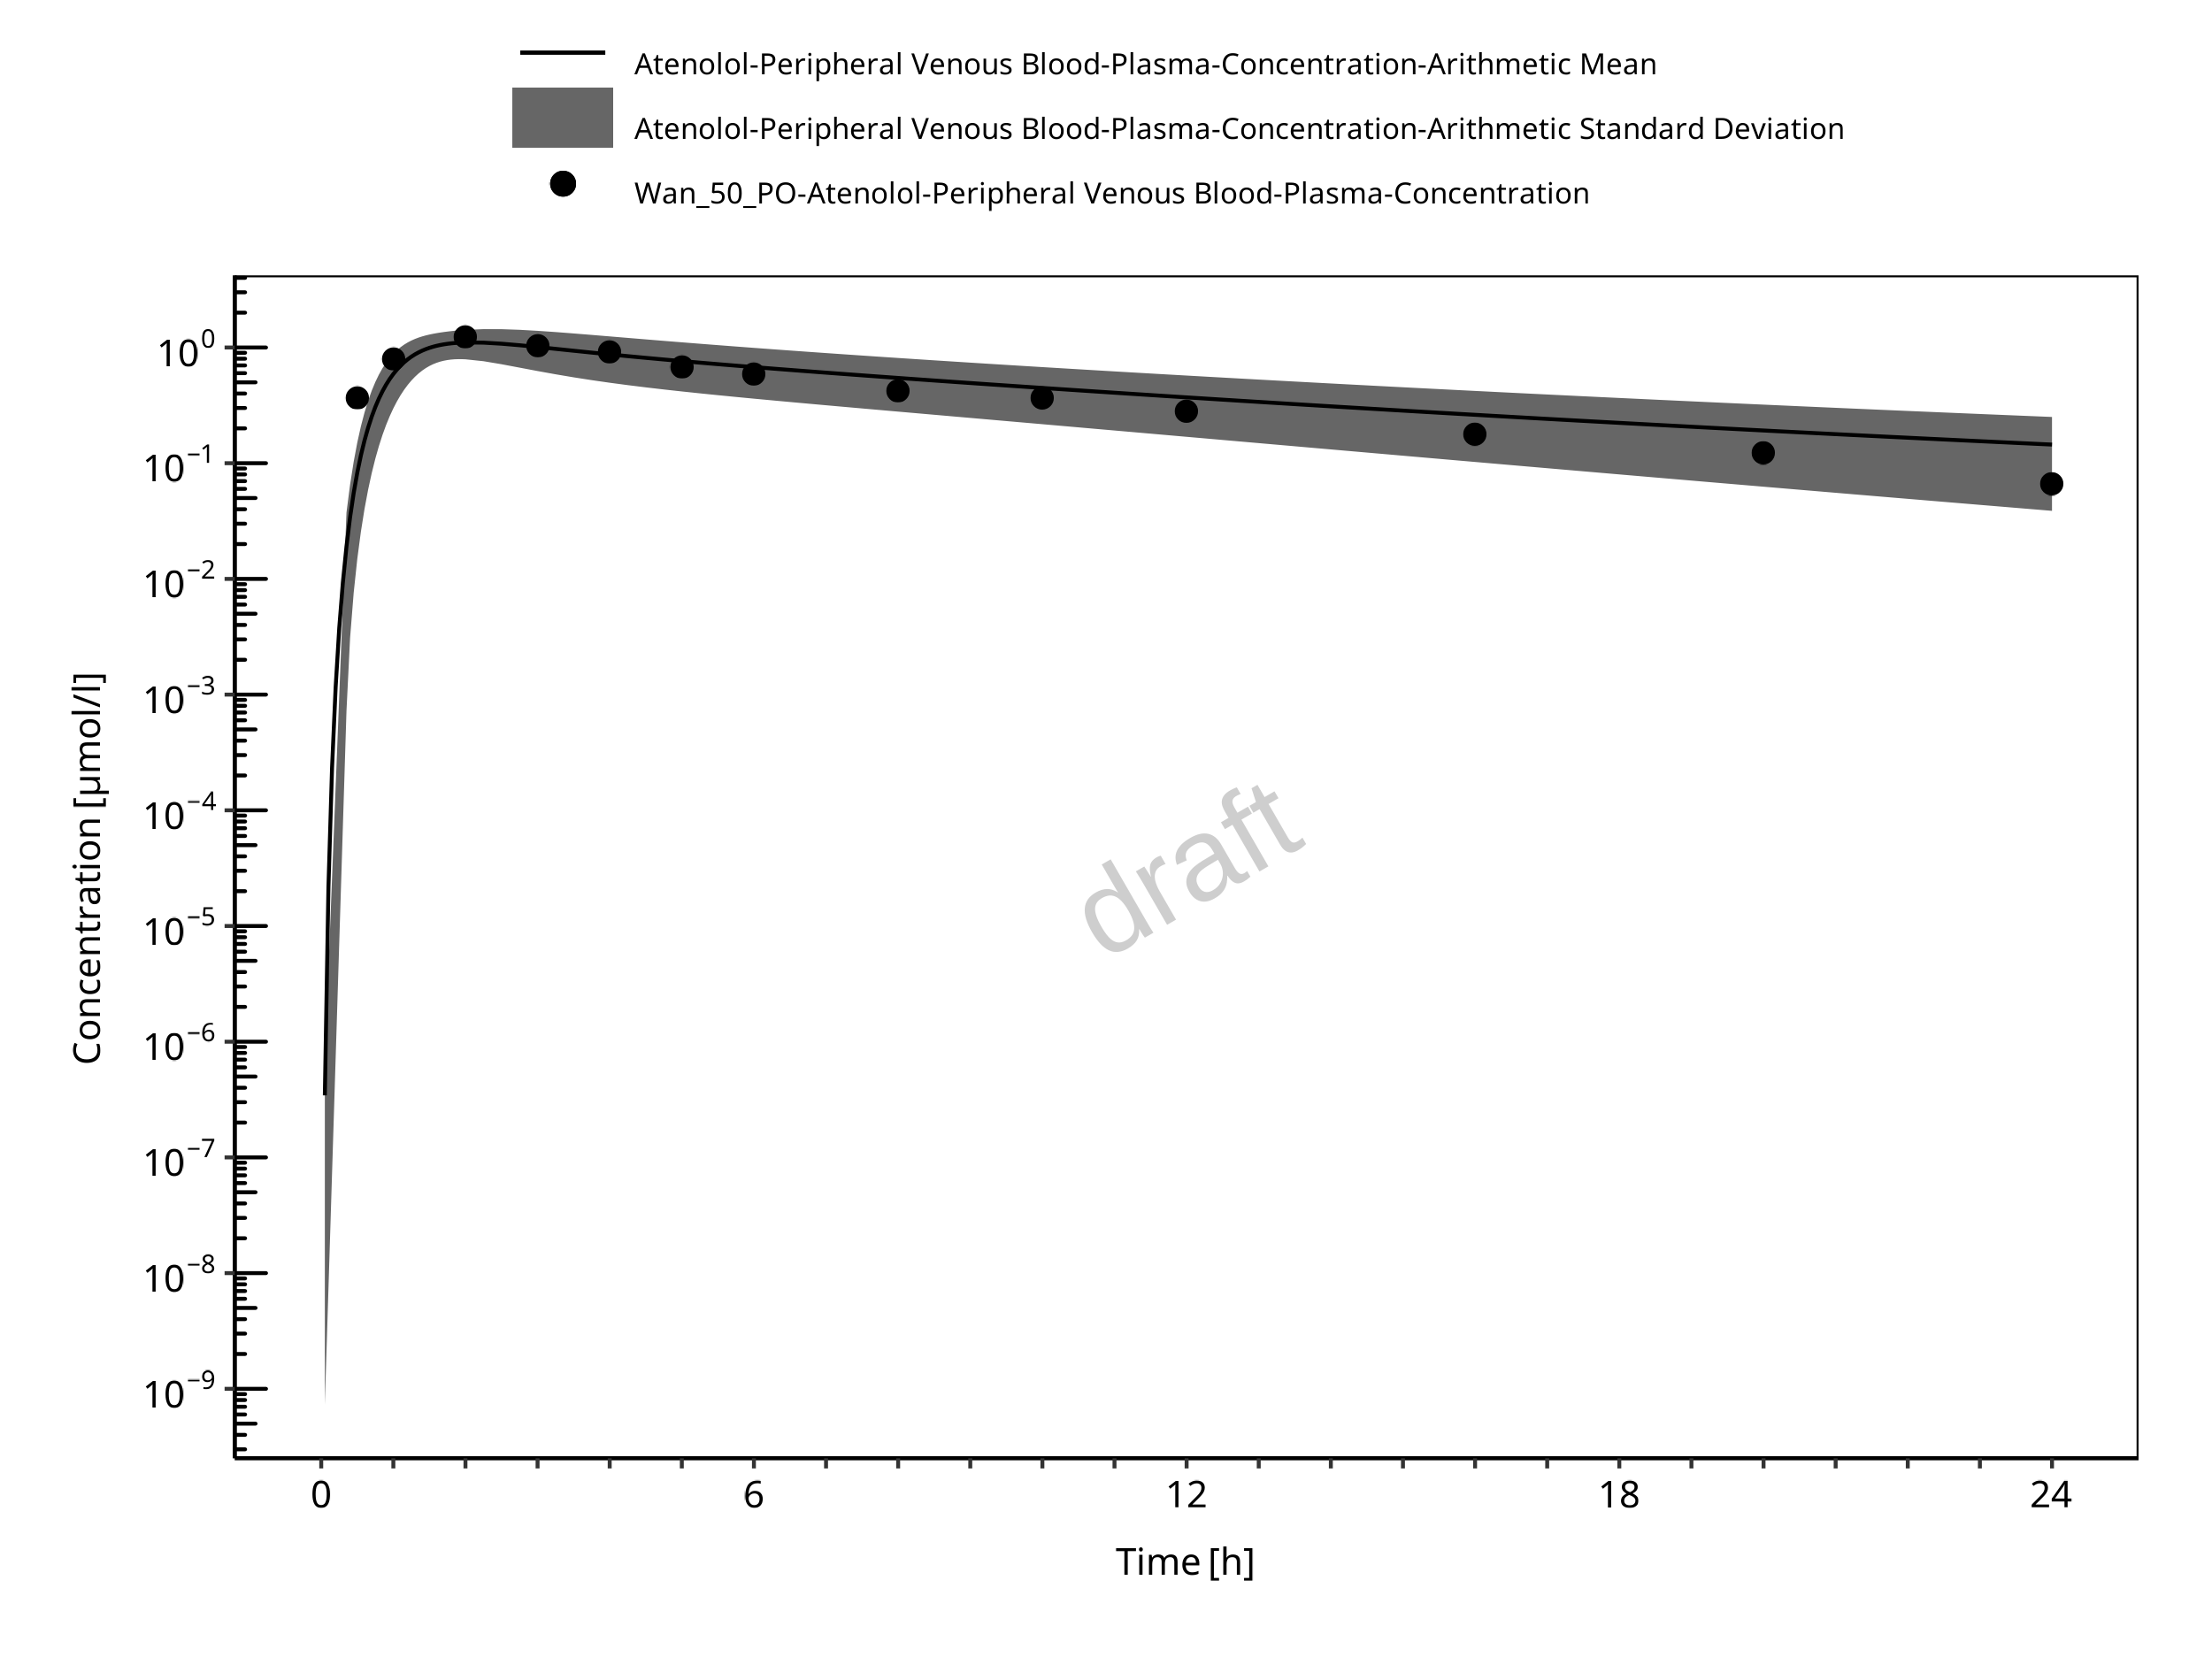 Atenolol-Peripheral Venous Blood-Plasma-Concentration-Arithmetic Mean
Atenolol-Peripheral Venous Blood-Plasma-Concentration-Arithmetic Standard Deviation
Wan_50_PO-Atenolol-Peripheral Venous Blood-Plasma-Concentration
Concentration [µmol/l]
10⁰
10⁻¹
10⁻²
10⁻³
10⁻⁴
10⁻⁵
10⁻⁶
10⁻⁷
10⁻⁸
10⁻⁹
draft
0 6 12 18 24
Time [h]